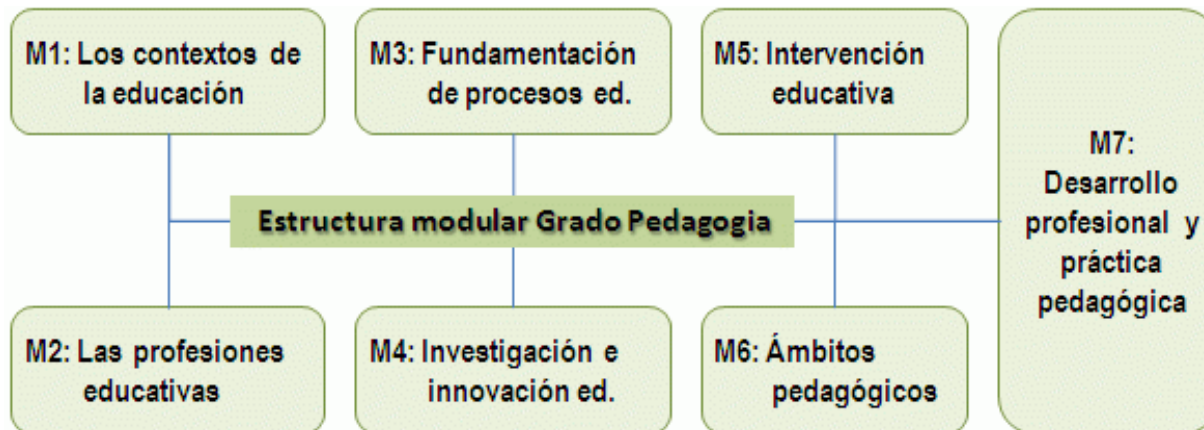 M1: Los contextos de
la educación
M3: Fundamentación
de procesos ed.
M5: Intervención
educativa
M7:
Desarrollo
profesional y
práctica
pedagógica
Estructura modular Grado Pedagogia
M2: Las profesiones
educativas
M4: Investigación e
innovación ed.
M6: Ámbitos
pedagógicos